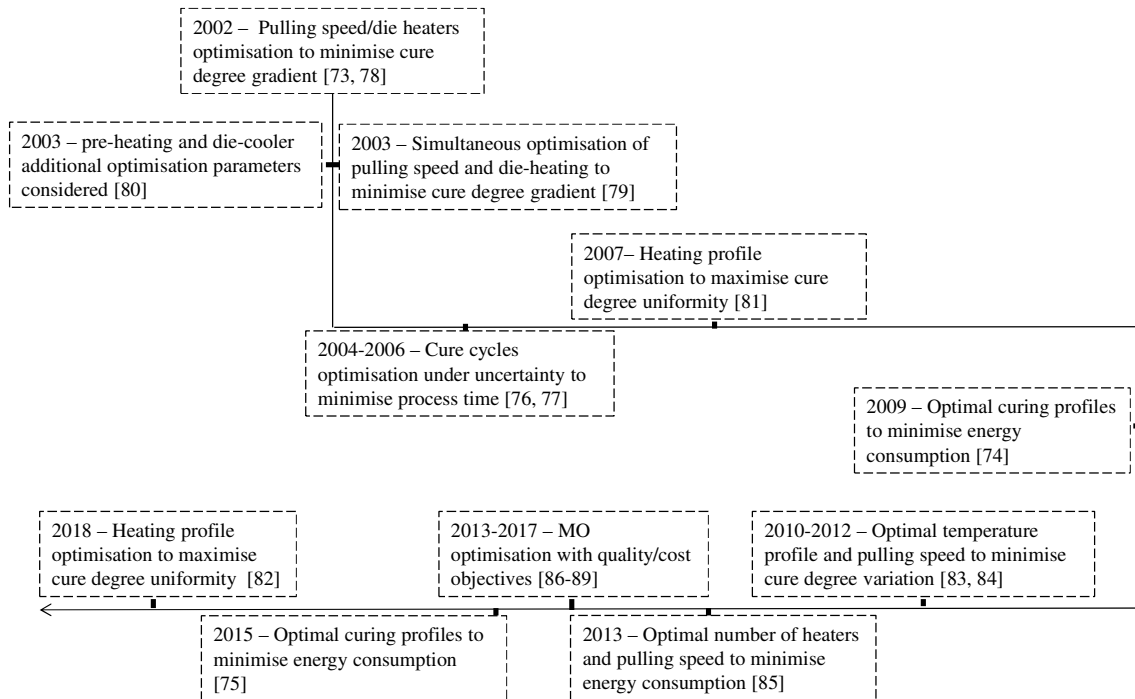 2002 – Pulling speed/die heaters
optimisation to minimise cure
degree gradient [73, 78]
2003 – pre-heating and die-cooler
additional optimisation parameters
considered [80]
2003 – Simultaneous optimisation of
pulling speed and die-heating to
minimise cure degree gradient [79]
2007– Heating profile
optimisation to maximise cure
degree uniformity [81]
2004-2006 – Cure cycles
optimisation under uncertainty to
minimise process time [76, 77]
2009 – Optimal curing profiles
to minimise energy
consumption [74]
2018 – Heating profile
optimisation to maximise
cure degree uniformity [82]
2013-2017 – MO
optimisation with quality/cost
objectives [86-89]
2010-2012 – Optimal temperature
profile and pulling speed to minimise
cure degree variation [83, 84]
2015 – Optimal curing profiles to
minimise energy consumption
[75]
2013 – Optimal number of heaters
and pulling speed to minimise
energy consumption [85]